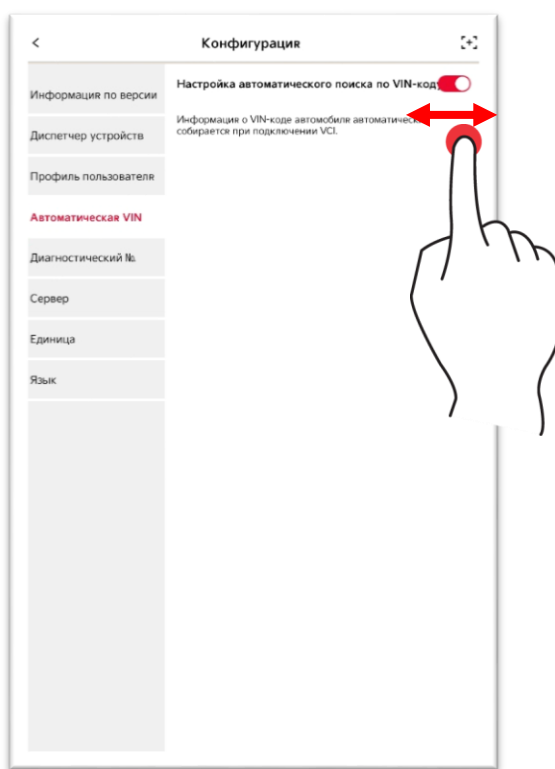 Конфигурация
Информация по версии
Диспетчер устройств
Профиль пользователя
Автоматическая VIN
Диагностический №.
Сервер
Единица
Язык
Настройка автоматического поиска по VIN-коду
Информация о VIN-коде автомобиля
собирается при подключении VCI.